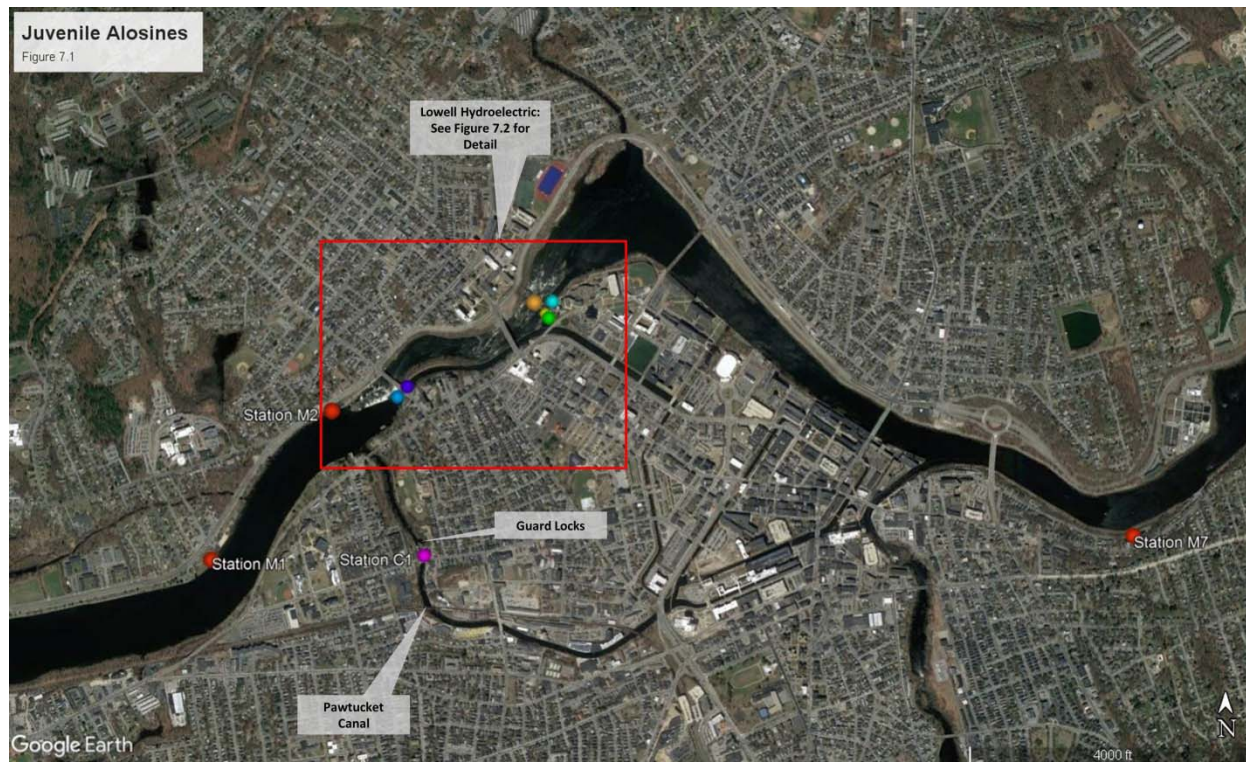 Juvenile Alosines
Figure 7.1
Lowell Hydroelectric:
See Figure 7.2 for
Detail
Station M2
Guard Locks
Station M1
Station C1
Station M7
Pawtucket
Canal
Google Earth
N
4000 ft